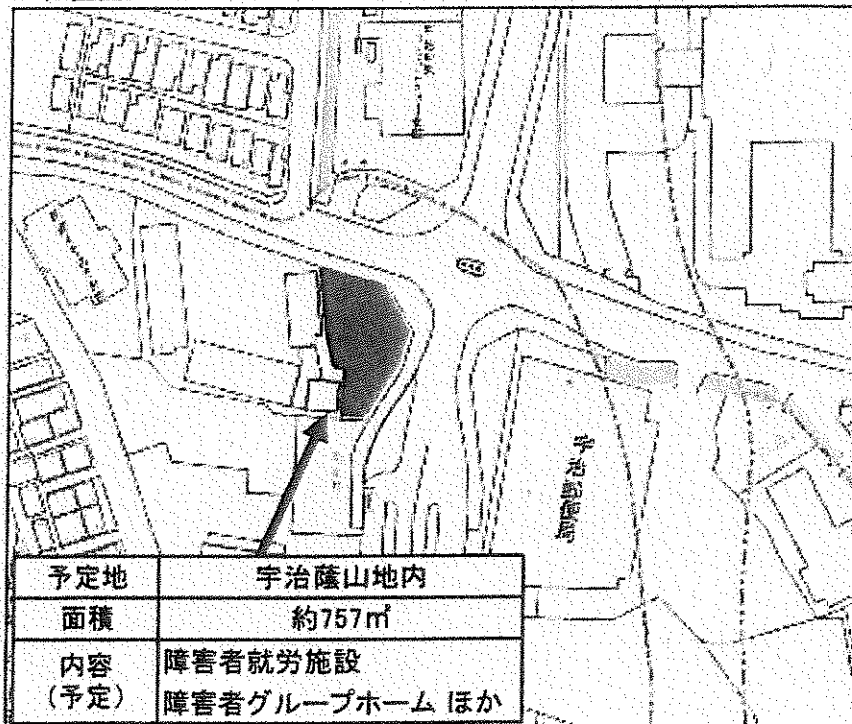 宇治郵便局
予定地 宇治蔭山地内
面積 約757㎡
内容
(予定)
障害者就労施設
障害者グループホーム ほか